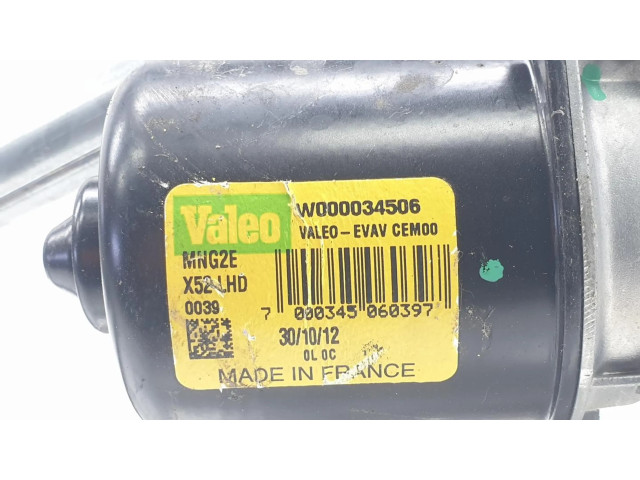 Valeo
W000034506
VALEO-EVAV CEM00
MNG2E
X52 LHD
0039
7 000345 060397
30/10/12
0L 0C
MADE IN FRANCE